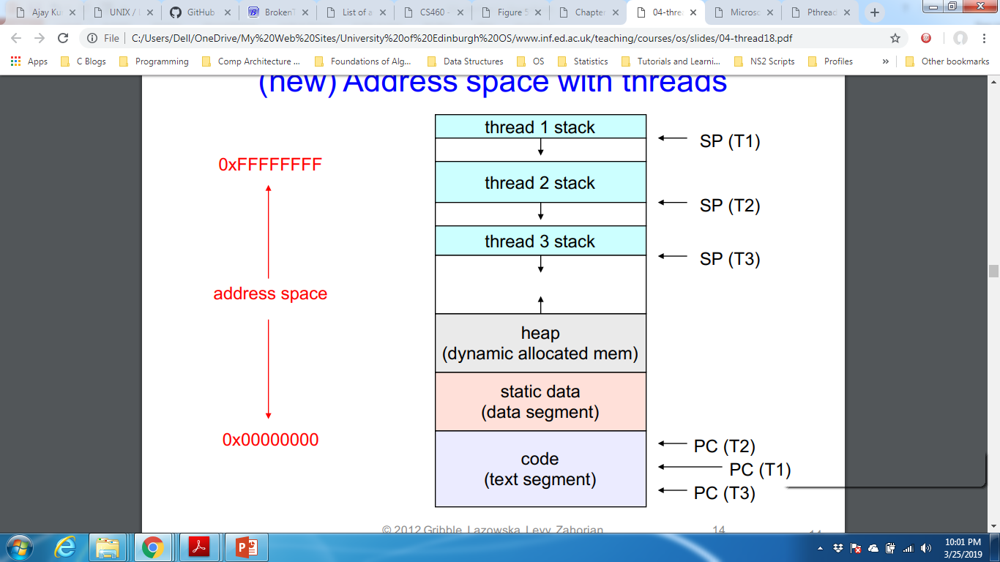 Ajay Ku
UNIX /
GitHub
Broken
List of a
CS460 -
Figure 5
Chapter
04-threa
Microso
Pthread
File | C:/Users/Dell/OneDrive/My%20Web%20Sites/University%20of%20Edinburgh%20OS/www.inf.ed.ac.uk/teaching/courses/os/slides/04-thread18.pdf
Apps C Blogs Programming Comp Architecture ... Foundations of Alg... Data Structures OS Statistics Tutorials and Learni... NS2 Scripts Profiles » Other bookmarks
(new) Address space with threads
thread 1 stack
SP (T1)
0xFFFFFFFF
thread 2 stack
SP (T2)
thread 3 stack
SP (T3)
address space
heap
(dynamic allocated mem)
static data
(data segment)
0x00000000
PC (T2)
code
(text segment)
PC (T1)
PC (T3)
© 2012 Gribble, Lazowska, Levy, Zahorjan
14
10:01 PM
3/25/2019